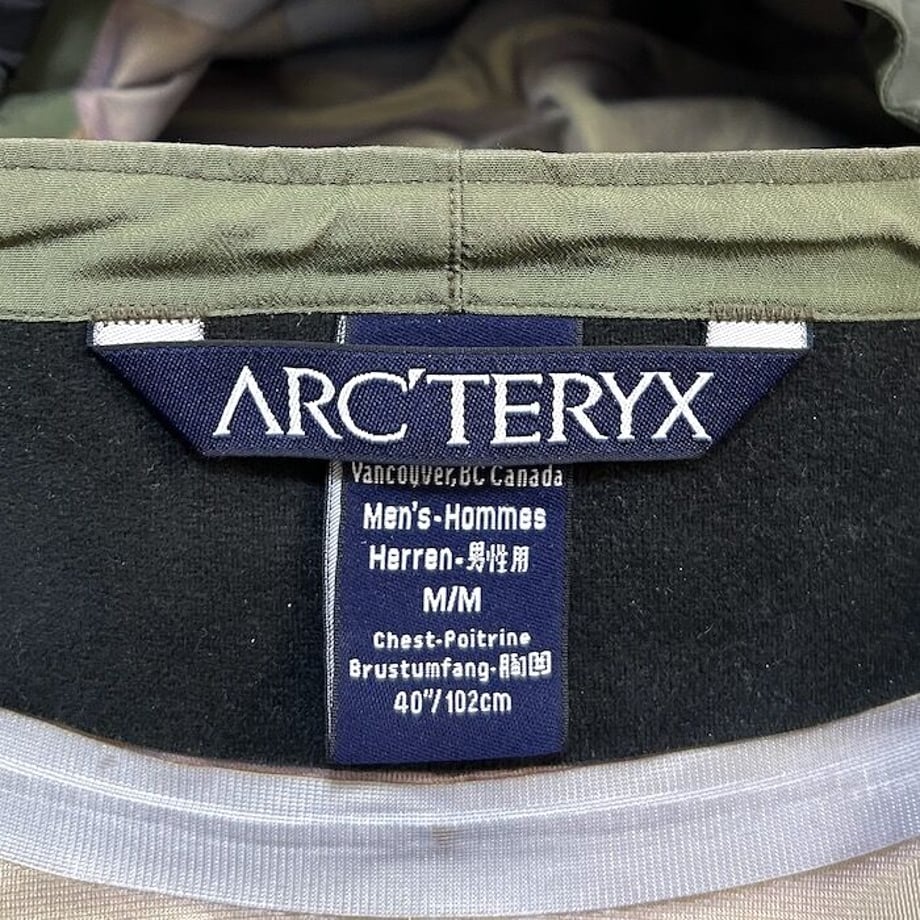 ARC'TERYX
Vancouver, BC Canada
Men's-Hommes
Herren-男性用
M/M
Chest-Poitrine
Brustumfang-胸囲
40"/102cm